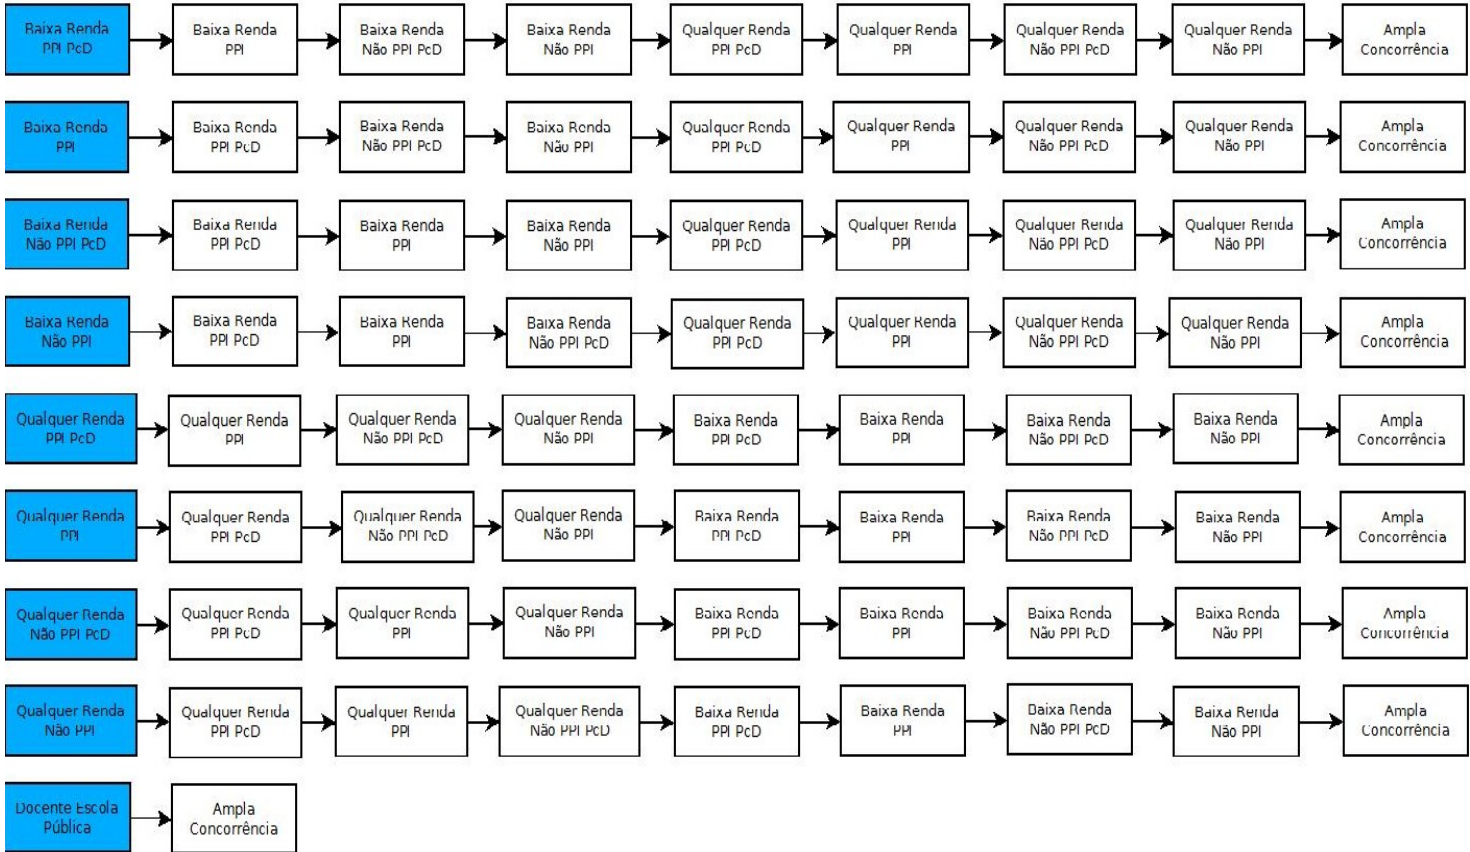 Baixa Renda
PPI PcD
Baixa Renda
PPI
Baixa Renda
Não PPI PcD
Baixa Renda
Não PPI
Qualquer Renda
PPI PcD
Qualquer Renda
PPI
Qualquer Renda
Não PPI PcD
Qualquer Renda
Não PPI
Ampla
Concorrência
Baixa Renda
PPI
Baixa Renda
PPI PcD
Baixa Renda
Não PPI PcD
Baixa Renda
Não PPI
Qualquer Renda
PPI PcD
Qualquer Renda
PPI
Qualquer Renda
Não PPI PcD
Qualquer Renda
Não PPI
Ampla
Concorrência
Baixa Renda
Não PPI PcD
Baixa Renda
PPI PcD
Baixa Renda
PPI
Baixa Renda
Não PPI
Qualquer Renda
PPI PcD
Qualquer Renda
PPI
Qualquer Renda
Não PPI PcD
Qualquer Renda
Não PPI
Ampla
Concorrência
Baixa Renda
Não PPI
Baixa Renda
PPI PcD
Baixa Renda
PPI
Baixa Renda
Não PPI PcD
Qualquer Renda
PPI PcD
Qualquer Renda
PPI
Qualquer Renda
Não PPI PcD
Qualquer Renda
Não PPI
Ampla
Concorrência
Qualquer Renda
PPI PcD
Qualquer Renda
PPI
Qualquer Renda
Não PPI PcD
Qualquer Renda
Não PPI
Baixa Renda
PPI PcD
Baixa Renda
PPI
Baixa Renda
Não PPI PcD
Baixa Renda
Não PPI
Ampla
Concorrência
Qualquer Renda
PPI
Qualquer Renda
PPI PcD
Qualquer Renda
Não PPI PcD
Qualquer Renda
Não PPI
Baixa Renda
PPI PcD
Baixa Renda
PPI
Baixa Renda
Não PPI PcD
Baixa Renda
Não PPI
Ampla
Concorrência
Qualquer Renda
Não PPI PcD
Qualquer Renda
PPI PcD
Qualquer Renda
PPI
Qualquer Renda
Não PPI
Baixa Renda
PPI PcD
Baixa Renda
PPI
Baixa Renda
Não PPI PcD
Baixa Renda
Não PPI
Ampla
Concorrência
Qualquer Renda
Não PPI
Qualquer Renda
PPI PcD
Qualquer Renda
PPI
Qualquer Renda
Não PPI PcD
Baixa Renda
PPI PcD
Baixa Renda
PPI
Baixa Renda
Não PPI PcD
Baixa Renda
Não PPI
Ampla
Concorrência
Docente Escola
Pública
Ampla
Concorrência